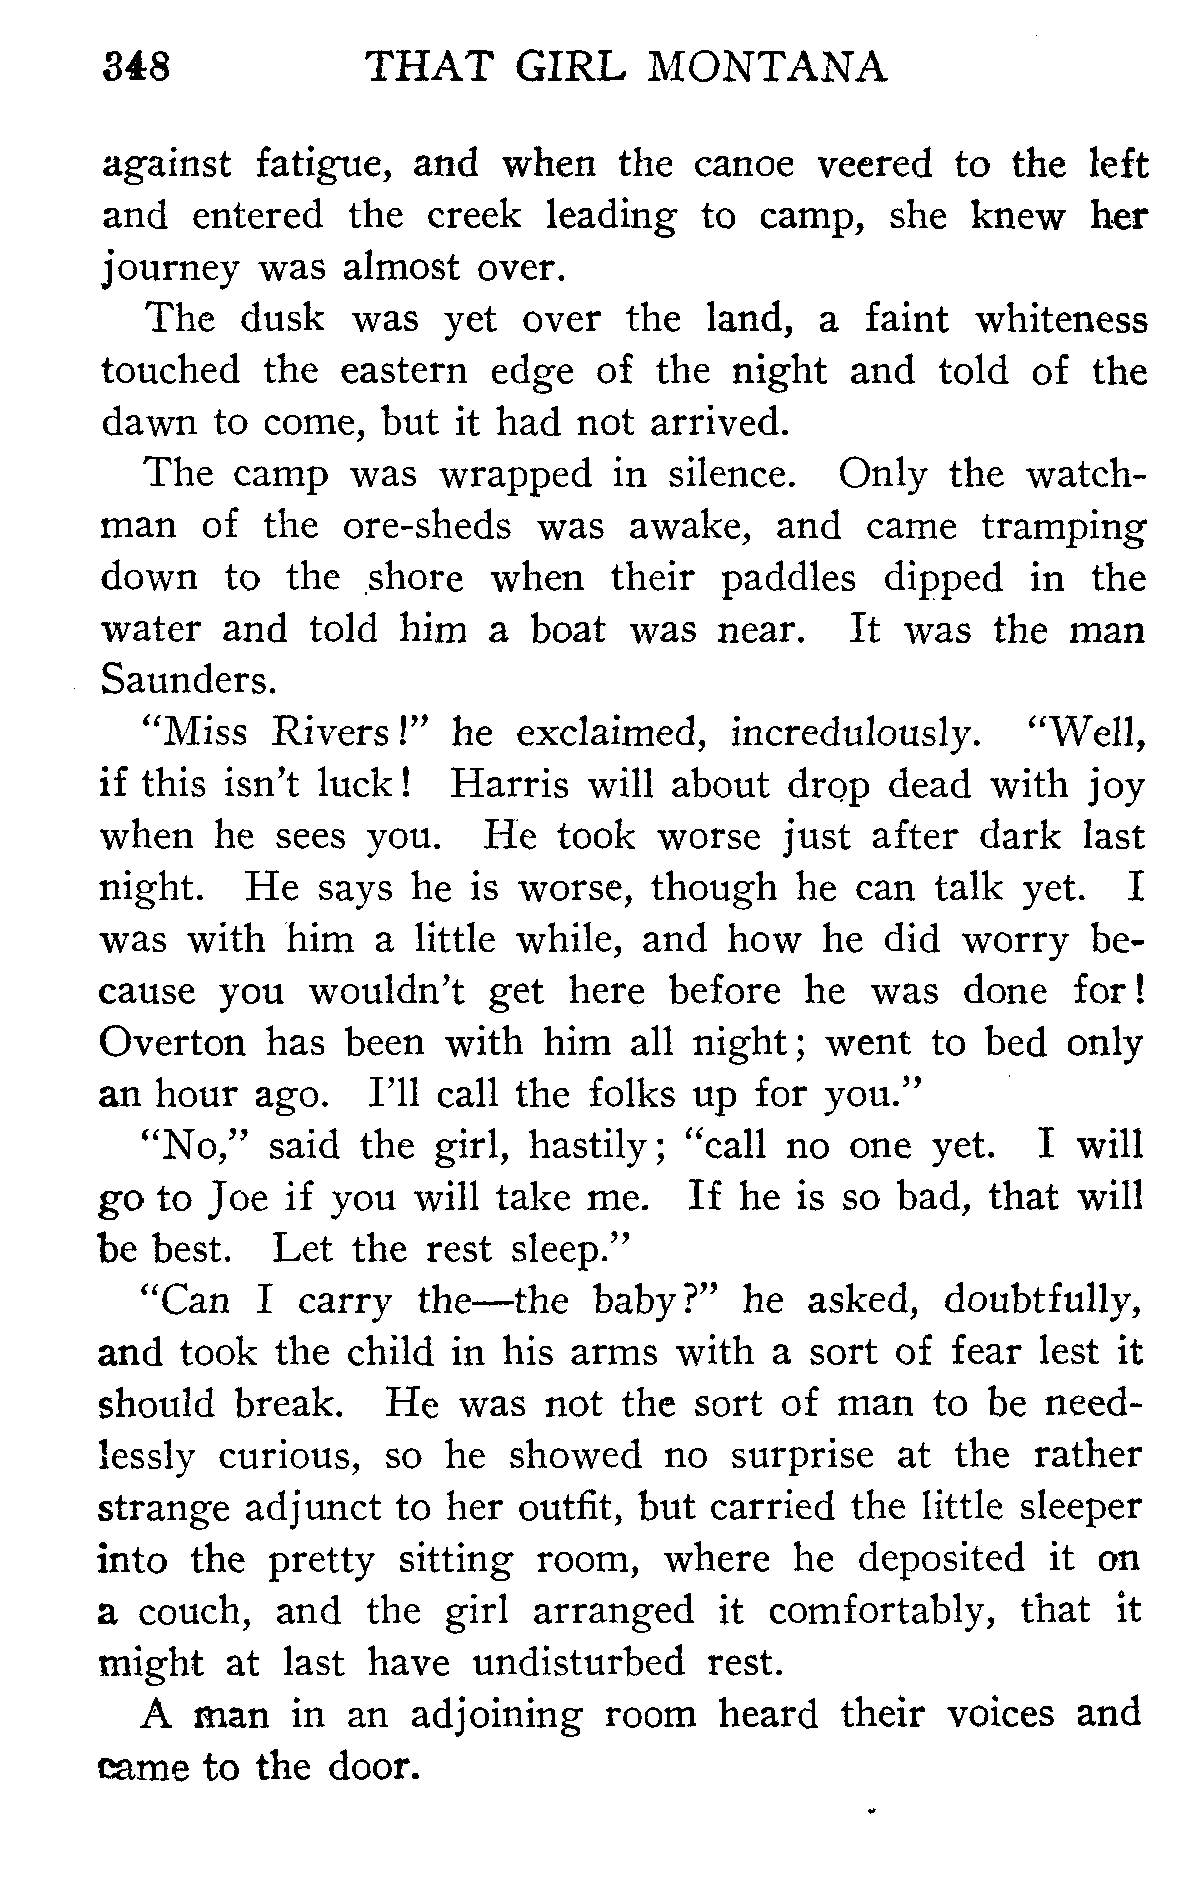 348 THAT GIRL MONTANA
against fatigue, and when the canoe veered to the left
and entered the creek leading to camp, she knew her
journey was almost over.
The dusk was yet over the land, a faint whiteness
touched the eastern edge of the night and told of the
dawn to come, but it had not arrived.
The camp was wrapped in silence. Only the watch-
man of the ore-sheds was awake, and came tramping
down to the shore when their paddles dipped in the
water and told him a boat was near. It was the man
Saunders.
“Miss Rivers!” he exclaimed, incredulously. “Well,
if this isn’t luck! Harris will about drop dead with joy
when he sees you. He took worse just after dark last
night. He says he is worse, though he can talk yet. I
was with him a little while, and how he did worry be-
cause you wouldn’t get here before he was done for!
Overton has been with him all night; went to bed only
an hour ago. I’ll call the folks up for you.”
“No,” said the girl, hastily; “call no one yet. I will
go to Joe if you will take me. If he is so bad, that will
be best. Let the rest sleep.”
“Can I carry the—the baby?” he asked, doubtfully,
and took the child in his arms with a sort of fear lest it
should break. He was not the sort of man to be need-
lessly curious, so he showed no surprise at the rather
strange adjunct to her outfit, but carried the little sleeper
into the pretty sitting room, where he deposited it on
a couch, and the girl arranged it comfortably, that it
might at last have undisturbed rest.
A man in an adjoining room heard their voices and
came to the door.